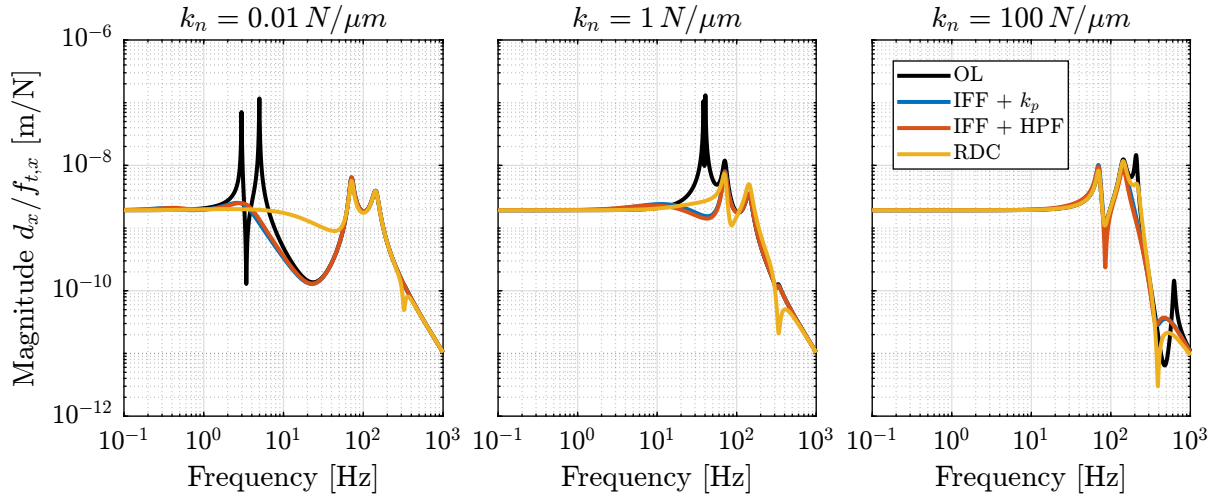 k_n = 0.01 N/μm
k_n = 1 N/μm
k_n = 100 N/μm
Magnitude d_x/f_{t,x} [m/N]
10^{-6}
10^{-8}
10^{-10}
10^{-12}
OL
IFF + k_p
IFF + HPF
RDC
10^{-1} 10^0 10^1 10^2 10^3
10^{-1} 10^0 10^1 10^2 10^3
10^{-1} 10^0 10^1 10^2 10^3
Frequency [Hz]
Frequency [Hz]
Frequency [Hz]